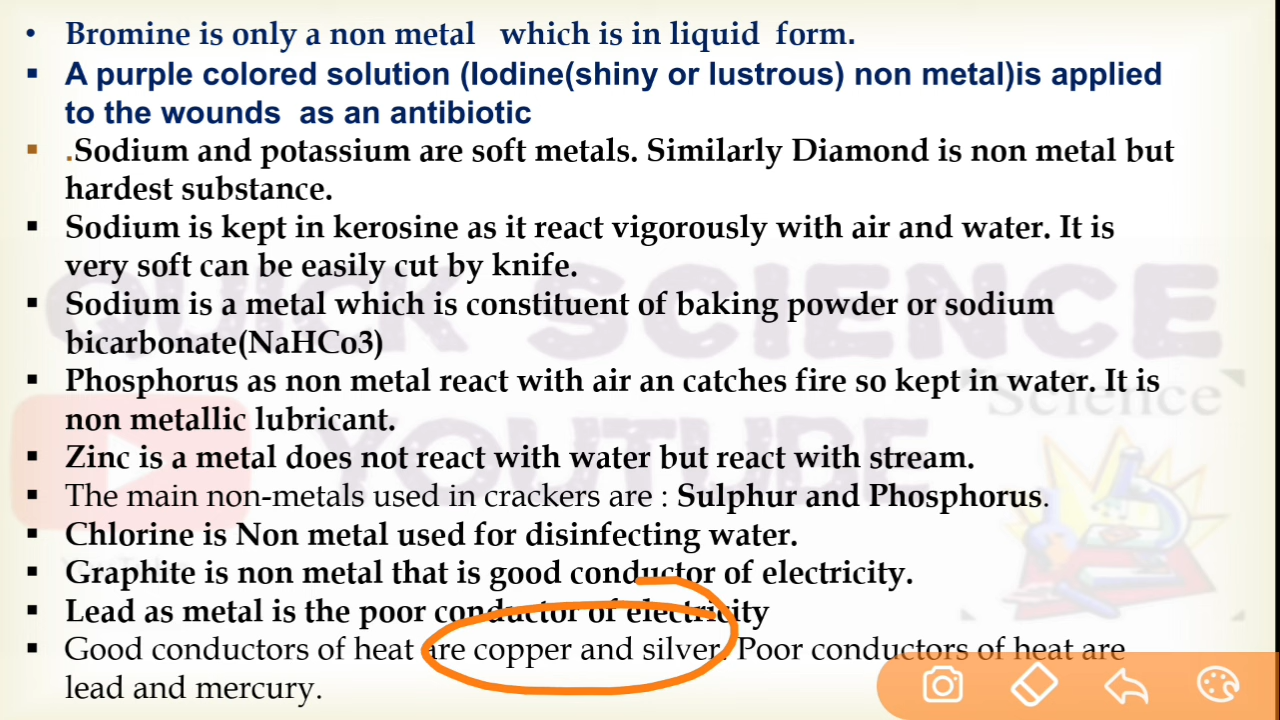 • Bromine is only a non metal which is in liquid form.
▪ A purple colored solution (Iodine(shiny or lustrous) non metal)is applied
to the wounds as an antibiotic
▪ .Sodium and potassium are soft metals. Similarly Diamond is non metal but
hardest substance.
▪ Sodium is kept in kerosine as it react vigorously with air and water. It is
very soft can be easily cut by knife.
▪ Sodium is a metal which is constituent of baking powder or sodium
bicarbonate(NaHCo3)
▪ Phosphorus as non metal react with air an catches fire so kept in water. It is
non metallic lubricant.
▪ Zinc is a metal does not react with water but react with stream.
▪ The main non-metals used in crackers are : Sulphur and Phosphorus.
▪ Chlorine is Non metal used for disinfecting water.
▪ Graphite is non metal that is good conductor of electricity.
▪ Lead as metal is the poor conductor of electricity
▪ Good conductors of heat are copper and silver. Poor conductors of heat are
lead and mercury.
QUICK SCIENCE
YOUTUBE
Science